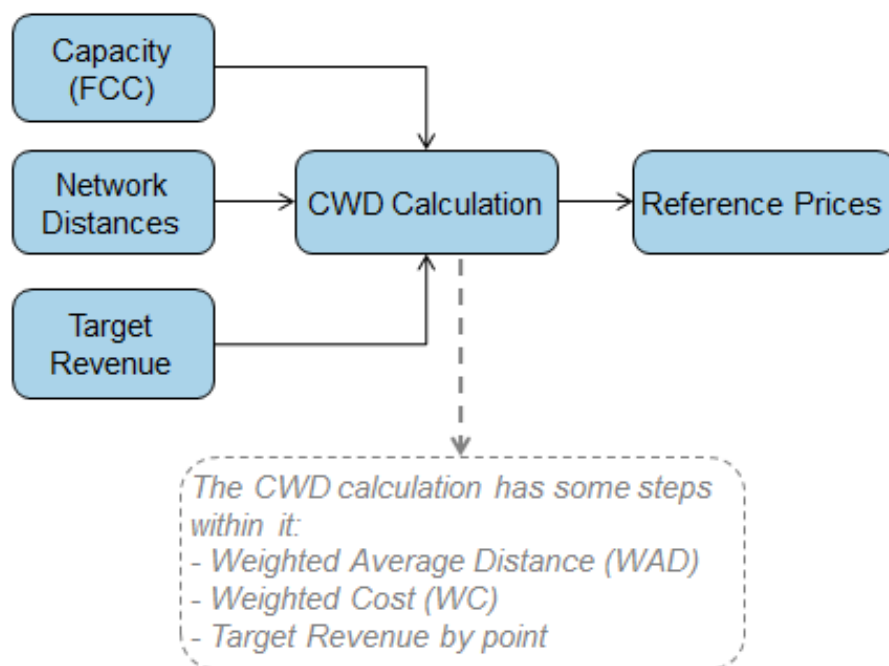 Capacity
(FCC)
Network
Distances
CWD Calculation
Reference Prices
Target
Revenue
The CWD calculation has some steps
within it:
- Weighted Average Distance (WAD)
- Weighted Cost (WC)
- Target Revenue by point